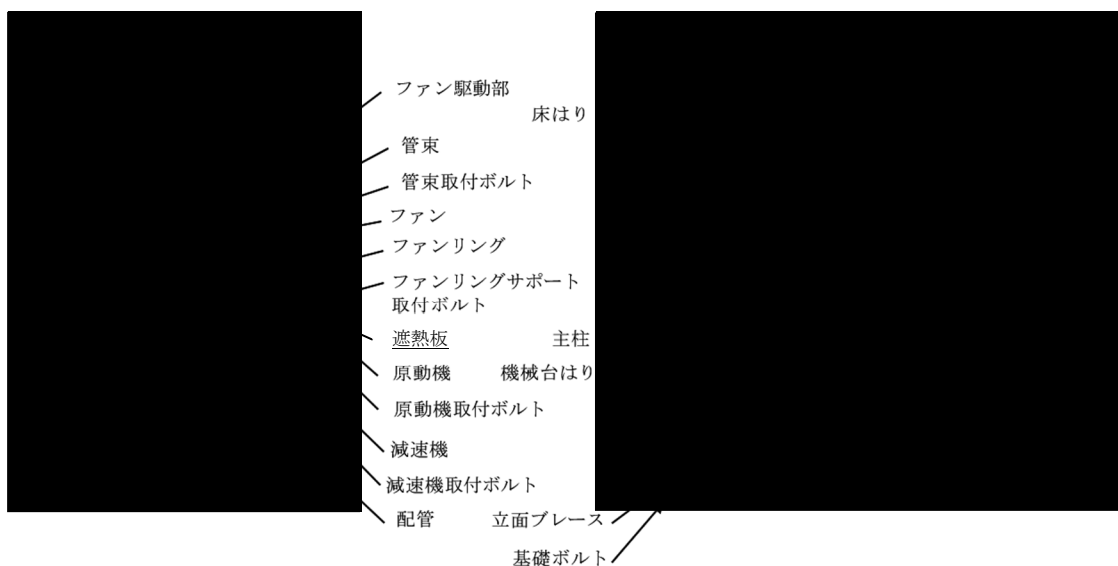 ファン駆動部
床はり
管束
管束取付ボルト
ファン
ファンリング
ファンリングサポート
取付ボルト
遮熱板
主柱
原動機
機械台はり
原動機取付ボルト
減速機
減速機取付ボルト
配管
立面ブレース
基礎ボルト